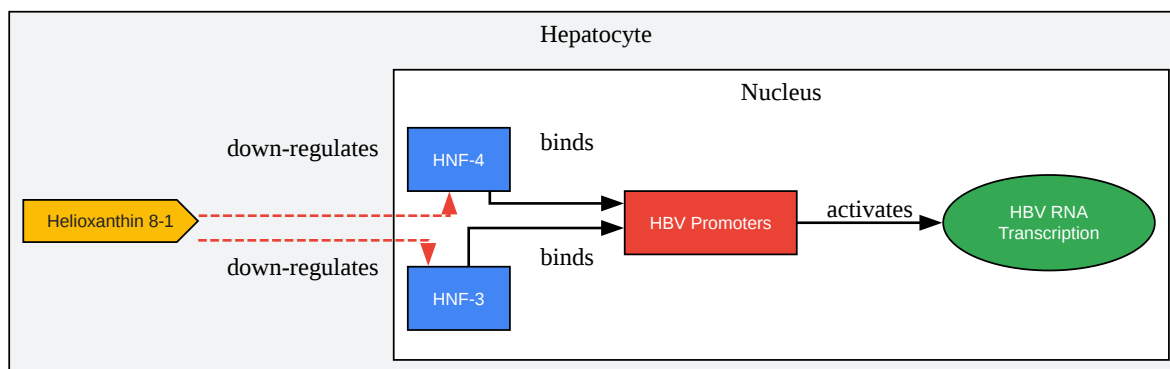 Hepatocyte
Nucleus
down-regulates
HNF-4
binds
Helioxanthin 8-1
HBV Promoters
activates
HBV RNA
Transcription
down-regulates
binds
HNF-3